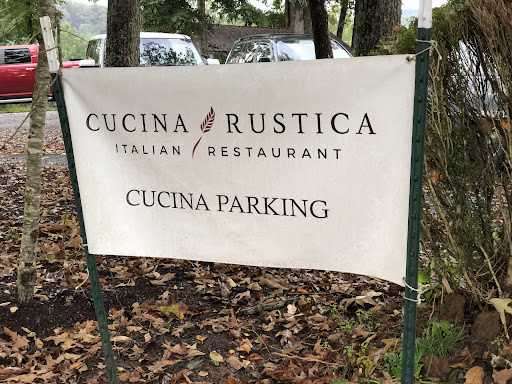 CUCINA RUSTICA
ITALIAN RESTAURANT
CUCINA PARKING